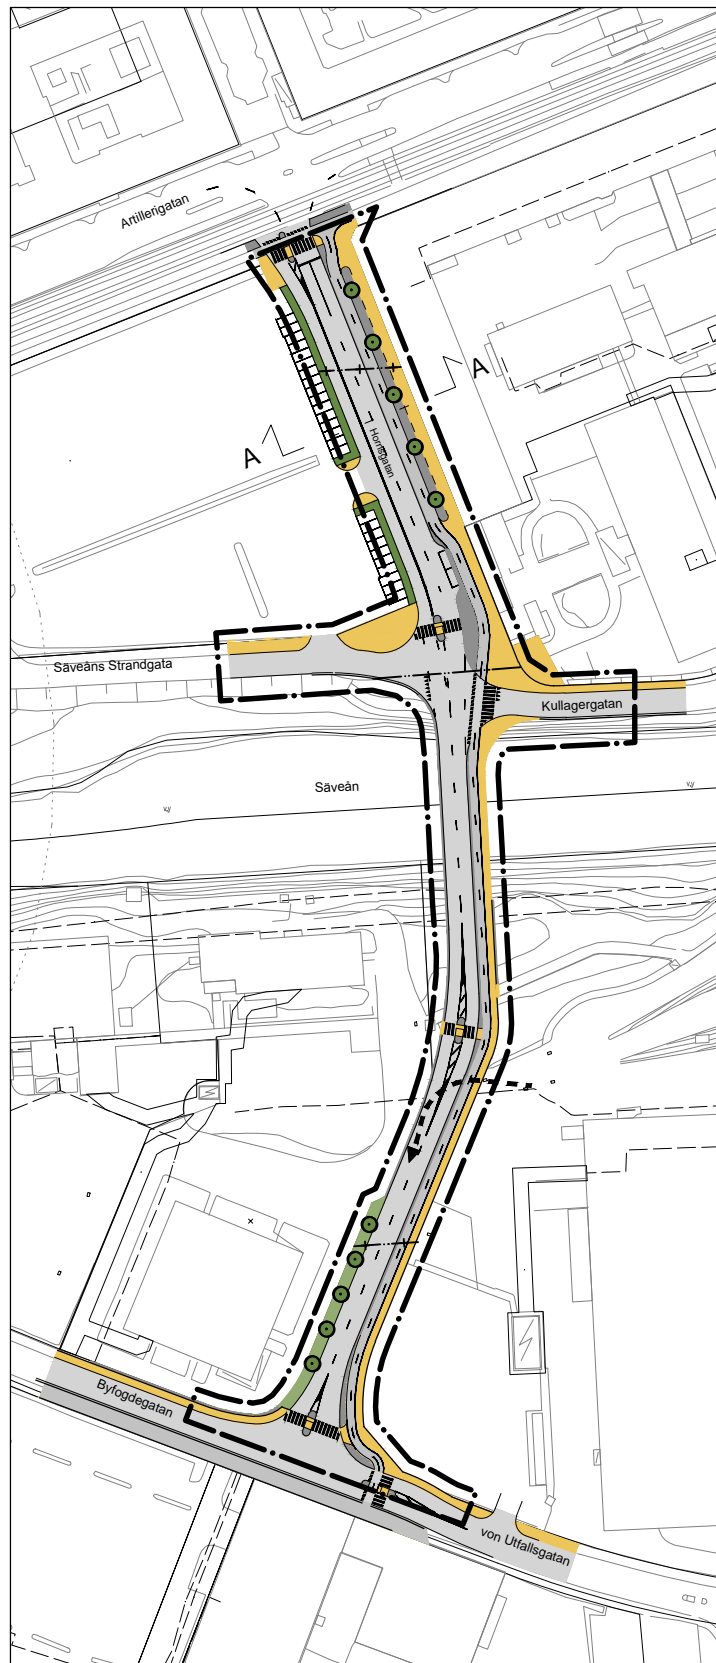 Artillerigatan
A
Hornsgatan
A
Säveåns Strandgata
Kullagergatan
Säveån
Byfogdegatan
von Utfallsgatan